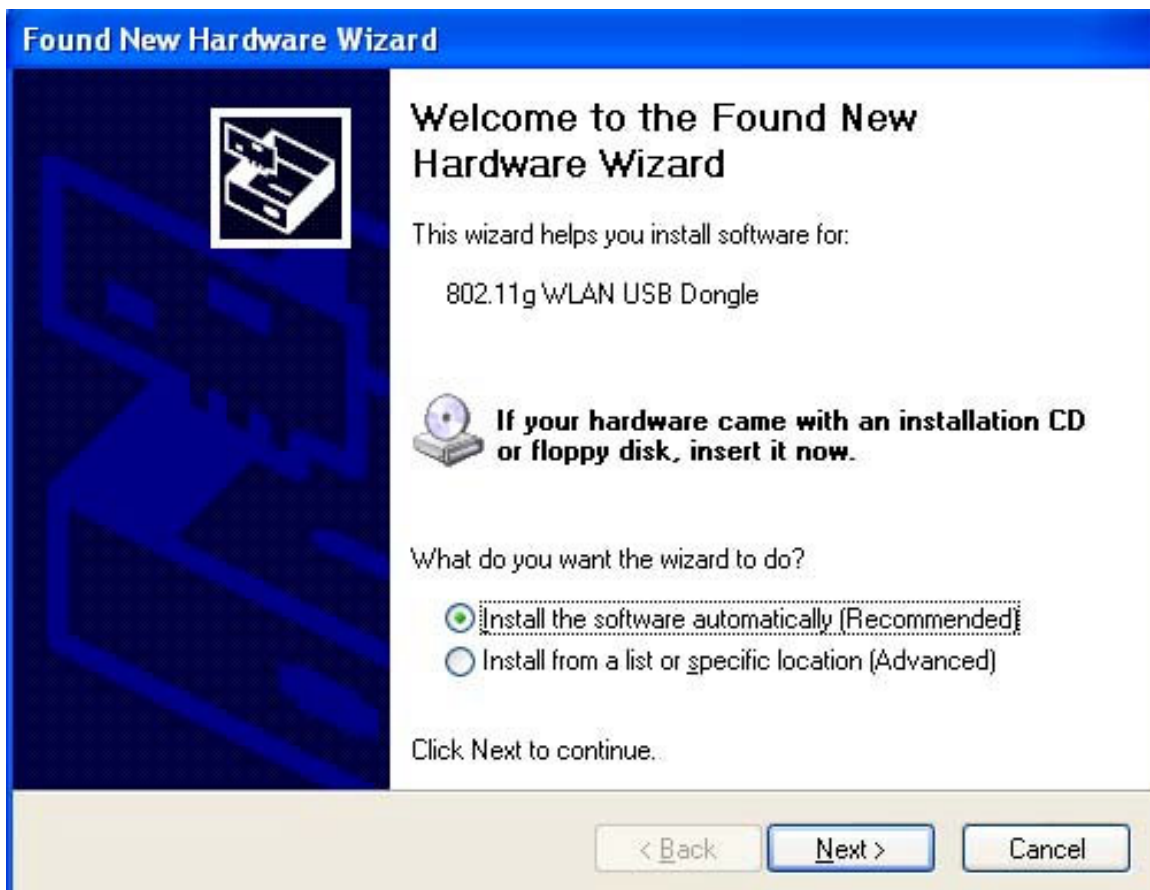 Found New Hardware Wizard
Welcome to the Found New
Hardware Wizard
This wizard helps you install software for:
802.11g WLAN USB Dongle
If your hardware came with an installation CD
or floppy disk, insert it now.
What do you want the wizard to do?
Install the software automatically (Recommended)
Install from a list or specific location (Advanced)
Click Next to continue.
< Back Next > Cancel